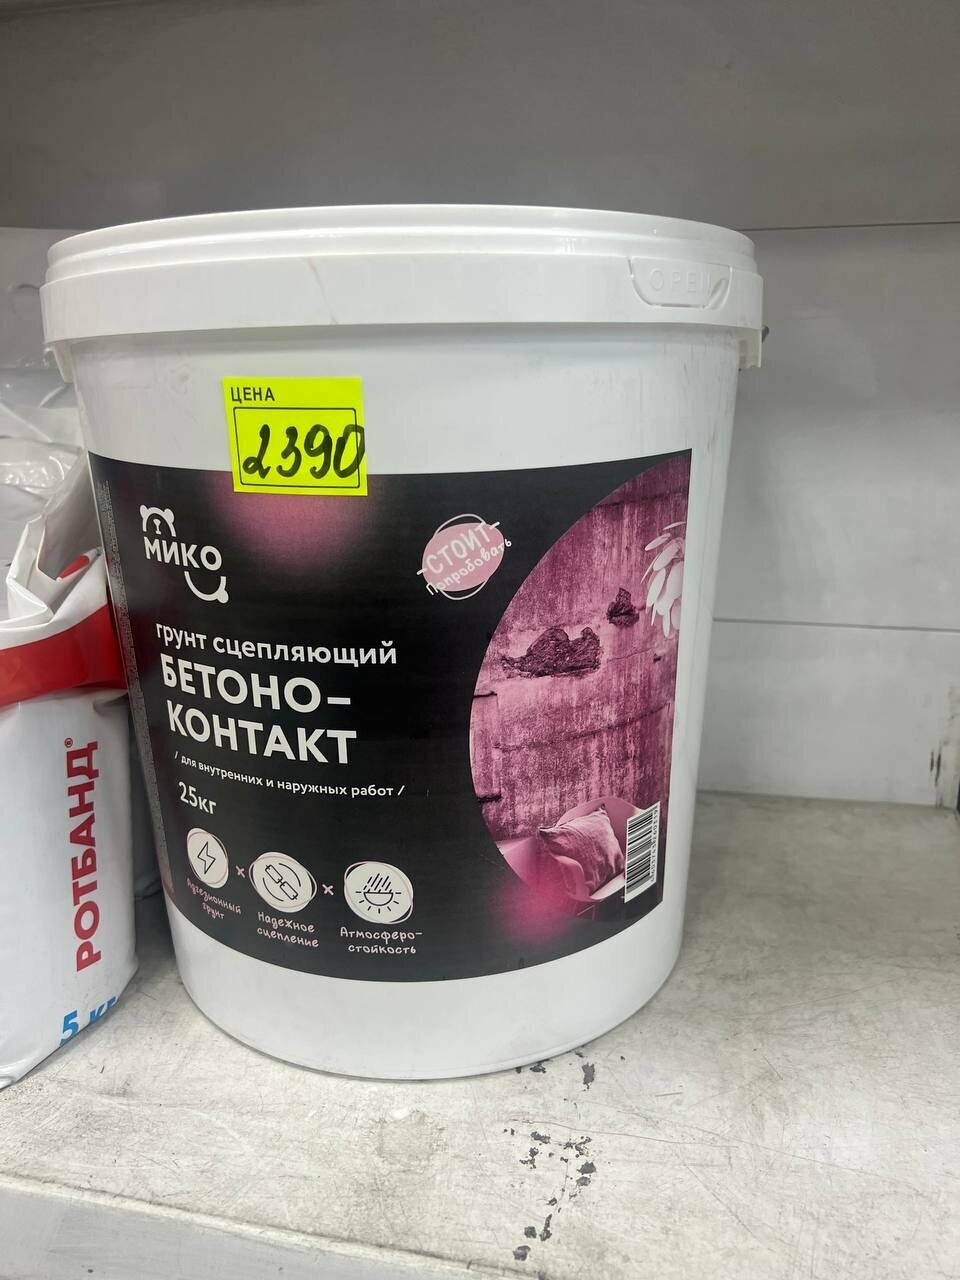 OPEN
ЦЕНА
2390
МИКО
СТОИТ
Попробовать
грунт сцепляющий
БЕТОНО-
КОНТАКТ
/ для внутренних и наружных работ /
25кг
Адгезионный
грунт
Надежное
сцепление
Атмосферо-
стойкость
РОТБАНД®
5 кг